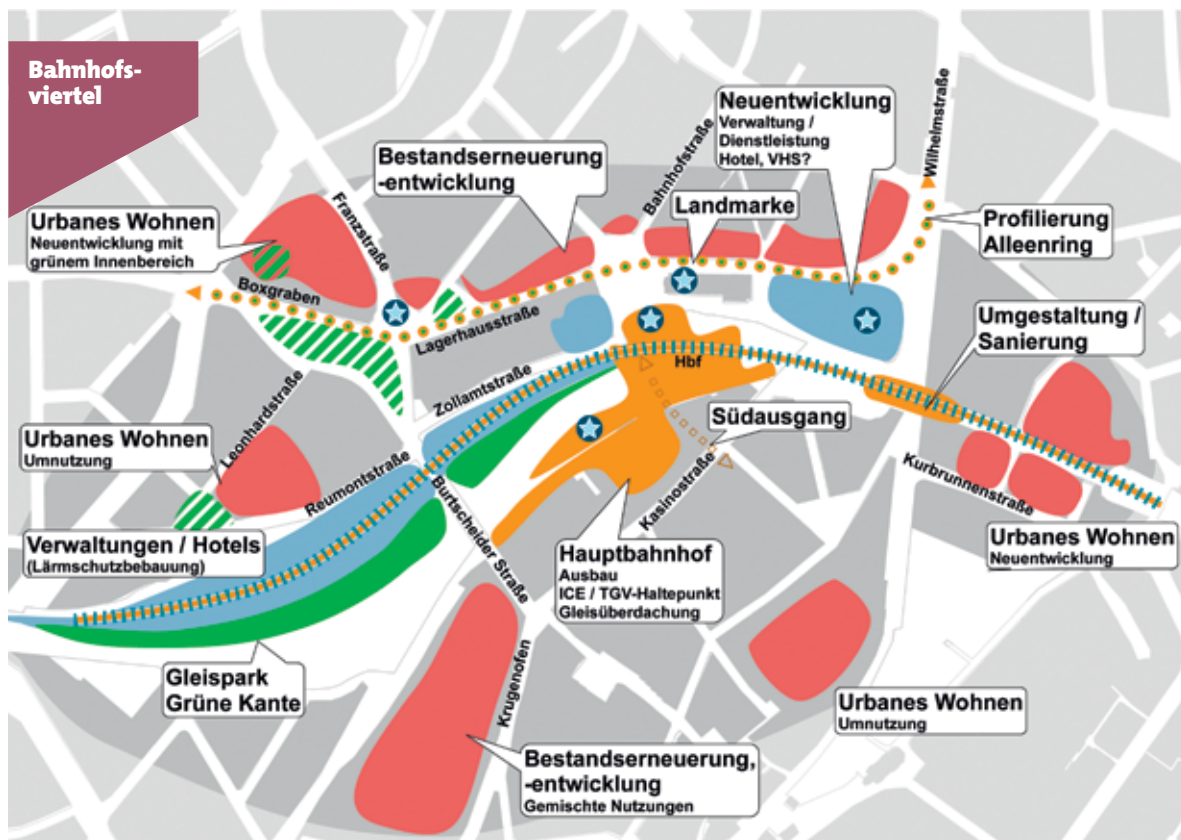 Bahnhofs-
viertel
Neuentwicklung
Verwaltung /
Dienstleistung
Hotel, VHS?
Wilhelmstraße
Bahnhofstraße
Bestandserneuerung
-entwicklung
Landmarke
Profilierung
Alleenring
Urbanes Wohnen
Neuentwicklung mit
grünem Innenbereich
Franzstraße
Boxgraben
Lagerhausstraße
Umgestaltung /
Sanierung
Hbf
Zollamtstraße
Südausgang
Leonhardstraße
Urbanes Wohnen
Umnutzung
Reumontstraße
Burtscheider Straße
Kasinostraße
Kurbrunnenstraße
Verwaltungen / Hotels
(Lärmschutzbebauung)
Hauptbahnhof
Ausbau
ICE / TGV-Haltepunkt
Gleisüberdachung
Urbanes Wohnen
Neuentwicklung
Gleispark
Grüne Kante
Krugenofen
Urbanes Wohnen
Umnutzung
Bestandserneuerung,
-entwicklung
Gemischte Nutzungen